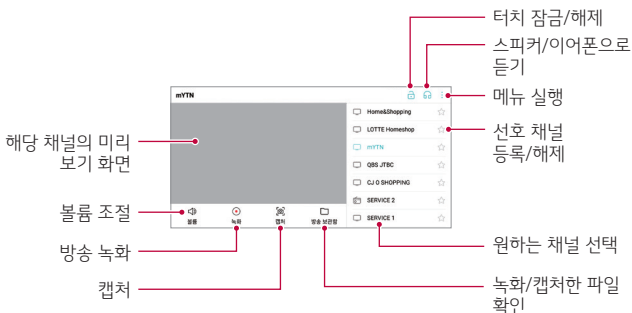 터치 잠금/해제
스피커/이어폰으로
듣기
메뉴 실행
선호 채널
등록/해제
원하는 채널 선택
녹화/캡처한 파일
확인
해당 채널의 미리
보기 화면
볼륨 조절
방송 녹화
캡처
mYTN
Home&Shopping
LOTTE Homeshop
mYTN
QBS JTBC
CJ O SHOPPING
SERVICE 2
SERVICE 1
볼륨
녹화
캡처
방송 보관함